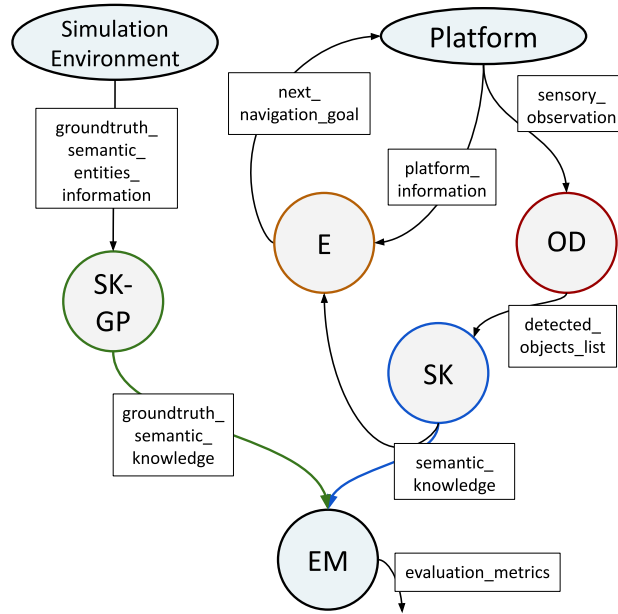 Simulation
Environment
Platform
next_
navigation_goal
sensory_
observation
groundtruth_
semantic_
entities_
information
platform_
information
E
OD
SK-
GP
detected_
objects_list
SK
groundtruth_
semantic_
knowledge
semantic_
knowledge
EM
evaluation_metrics